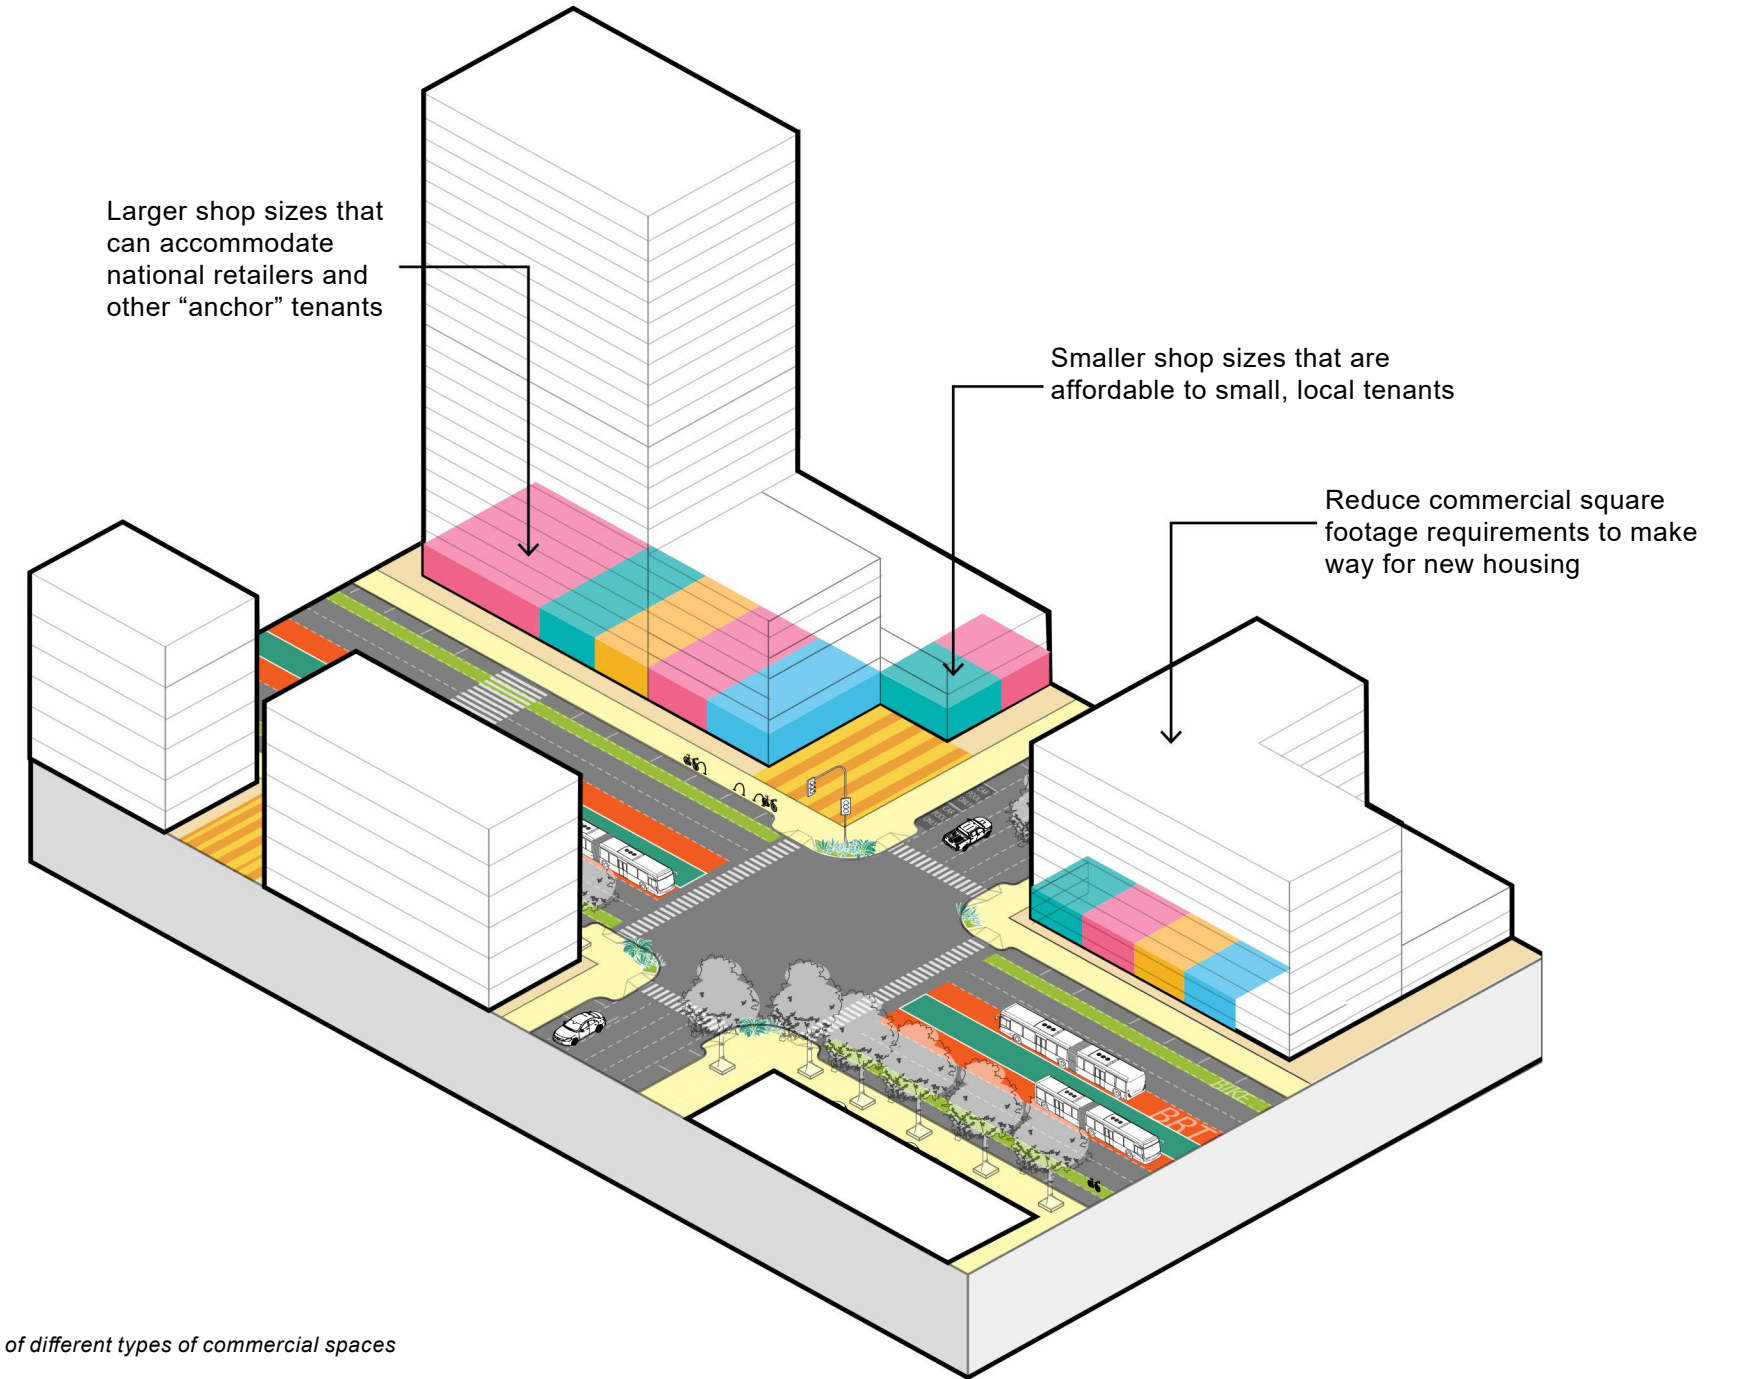 Larger shop sizes that
can accommodate
national retailers and
other “anchor” tenants
Smaller shop sizes that are
affordable to small, local tenants
Reduce commercial square
footage requirements to make
way for new housing
BIKE
BRT
of different types of commercial spaces